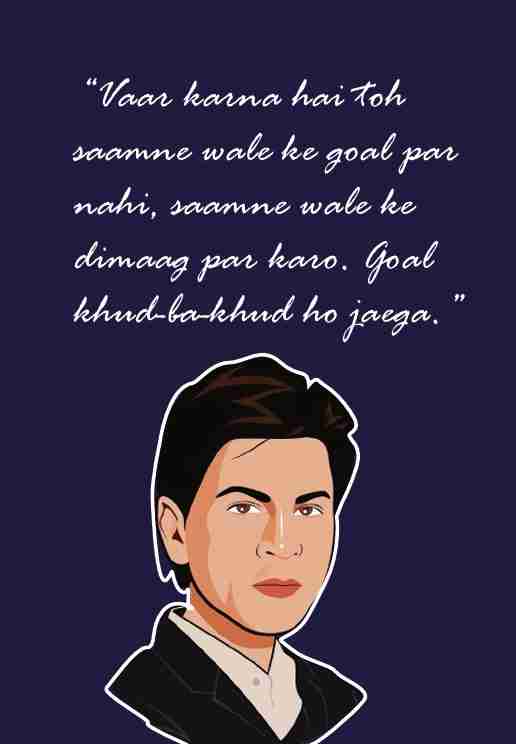 “Vaar karna hai toh
saamne wale ke goal par
nahi, saamne wale ke
dimaag par karo. Goal
khud-ba-khud ho jaega.”